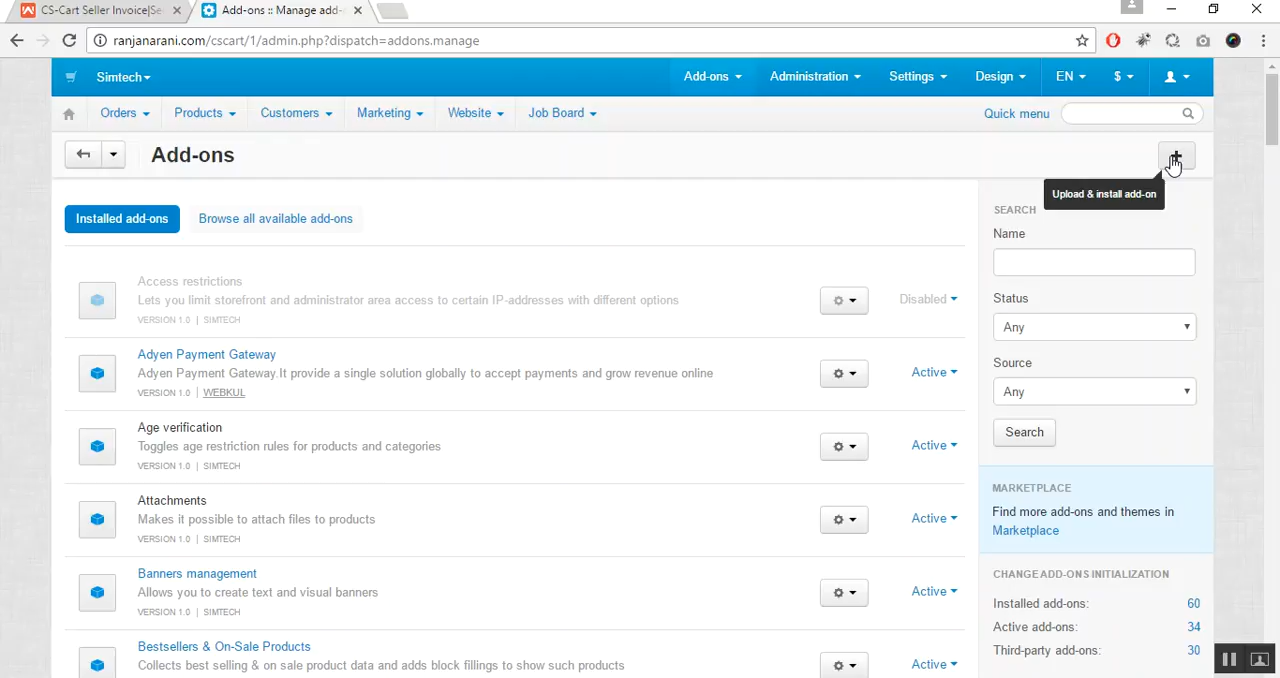 CS-Cart Seller Invoice|Se
Add-ons :: Manage add-
ranjanarani.com/cscart/1/admin.php?dispatch=addons.manage
Simtech
Add-ons
Administration
Settings
Design
EN
$
Orders
Products
Customers
Marketing
Website
Job Board
Quick menu
Add-ons
Upload & install add-on
Installed add-ons
Browse all available add-ons
Access restrictions
Lets you limit storefront and administrator area access to certain IP-addresses with different options
VERSION 1.0 | SIMTECH
Disabled
Adyen Payment Gateway
Adyen Payment Gateway.It provide a single solution globally to accept payments and grow revenue online
VERSION 1.0 | WEBKUL
Active
Age verification
Toggles age restriction rules for products and categories
VERSION 1.0 | SIMTECH
Active
Attachments
Makes it possible to attach files to products
VERSION 1.0 | SIMTECH
Active
Banners management
Allows you to create text and visual banners
VERSION 1.0 | SIMTECH
Active
Bestsellers & On-Sale Products
Collects best selling & on sale product data and adds block fillings to show such products
Active
SEARCH
Name
Status
Any
Source
Any
Search
MARKETPLACE
Find more add-ons and themes in
Marketplace
CHANGE ADD-ONS INITIALIZATION
Installed add-ons: 60
Active add-ons: 34
Third-party add-ons: 30